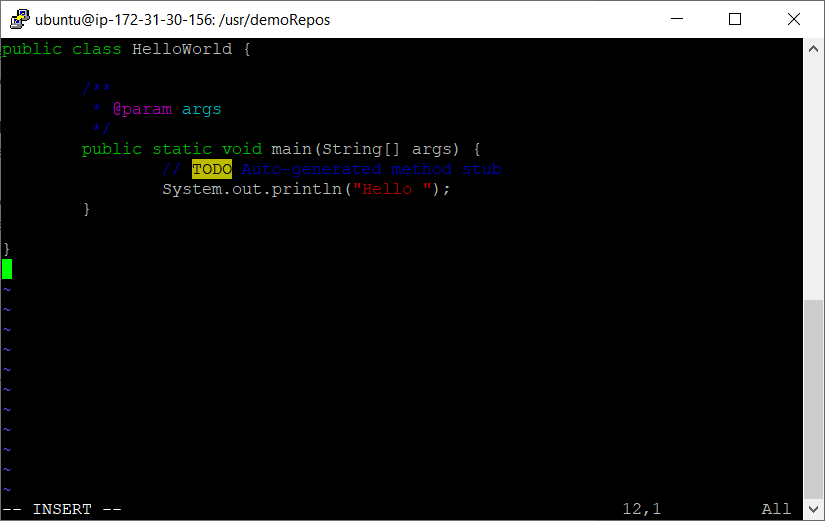 ubuntu@ip-172-31-30-156: /usr/demoRepos
public class HelloWorld {
/**
* @param args
*/
public static void main(String[] args) {
// TODO Auto-generated method stub
System.out.println("Hello ");
}
}
~
~
~
~
~
~
~
~
~
~
~
-- INSERT -- 12,1 All